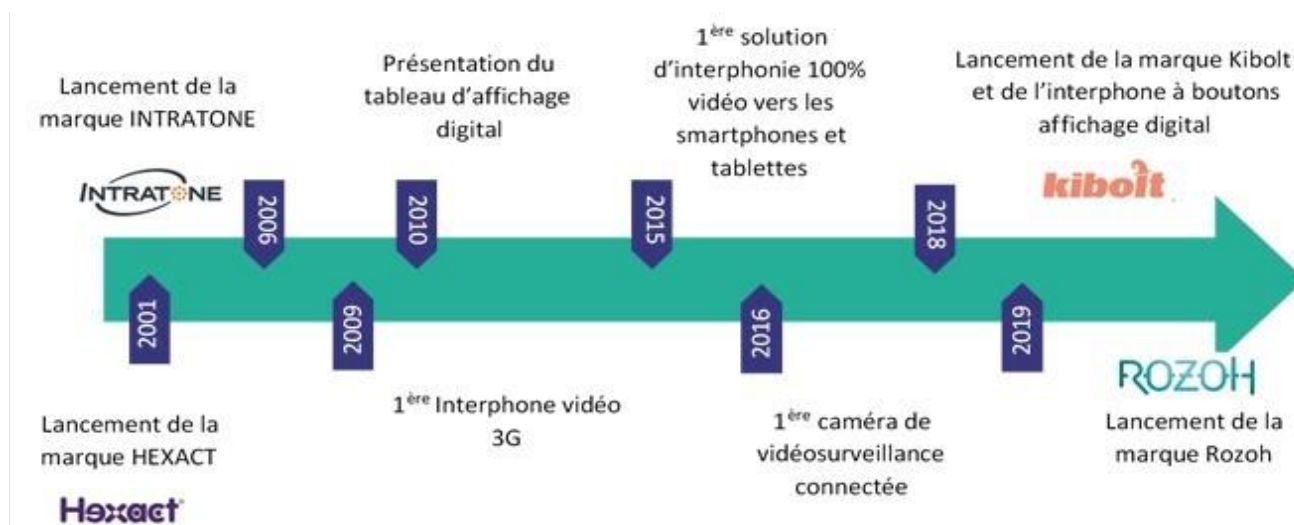 Lancement de la
marque INTRATONE
INTRATONE
2006
Présentation du
tableau d’affichage
digital
2010
1ère solution
d’interphonie 100%
vidéo vers les
smartphones et
tablettes
2015
Lancement de la marque Kibolt
et de l’interphone à boutons
affichage digital
kibolt
2018
2001
Lancement de la
marque HEXACT
Hexact
2009
1ère Interphone vidéo
3G
2016
1ère caméra de
vidéosurveillance
connectée
2019
ROZOH
Lancement de la
marque Rozoh